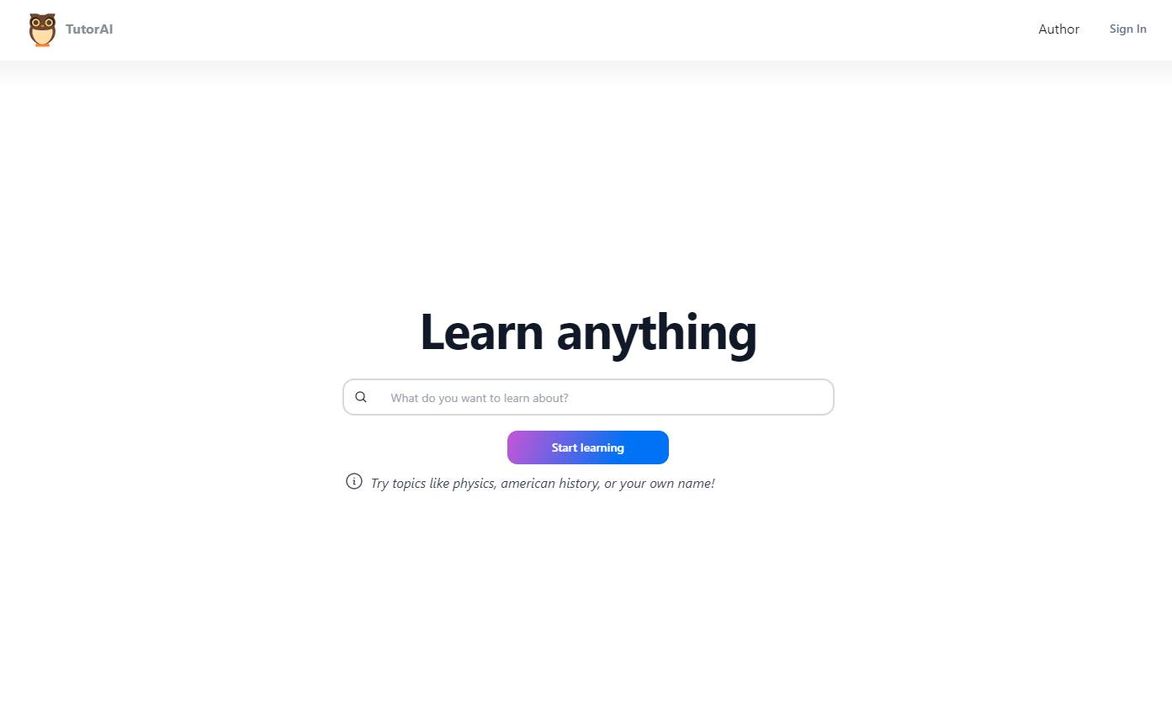 TutorAI
Author
Sign In
Learn anything
What do you want to learn about?
Start learning
Try topics like physics, american history, or your own name!